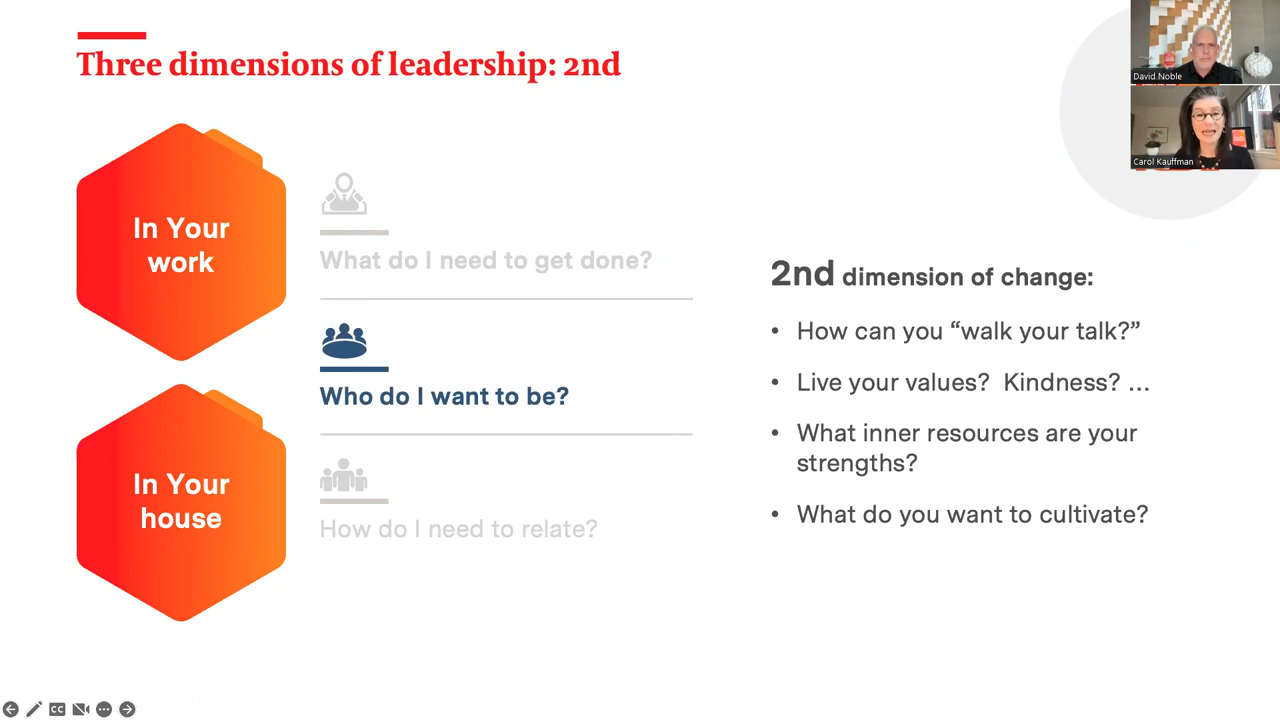 Three dimensions of leadership: 2nd
David Noble
Carol Kauffman
In Your
work
What do I need to get done?
Who do I want to be?
In Your
house
How do I need to relate?
2nd dimension of change:
• How can you “walk your talk?”
• Live your values?  Kindness? ...
• What inner resources are your
strengths?
• What do you want to cultivate?
CC